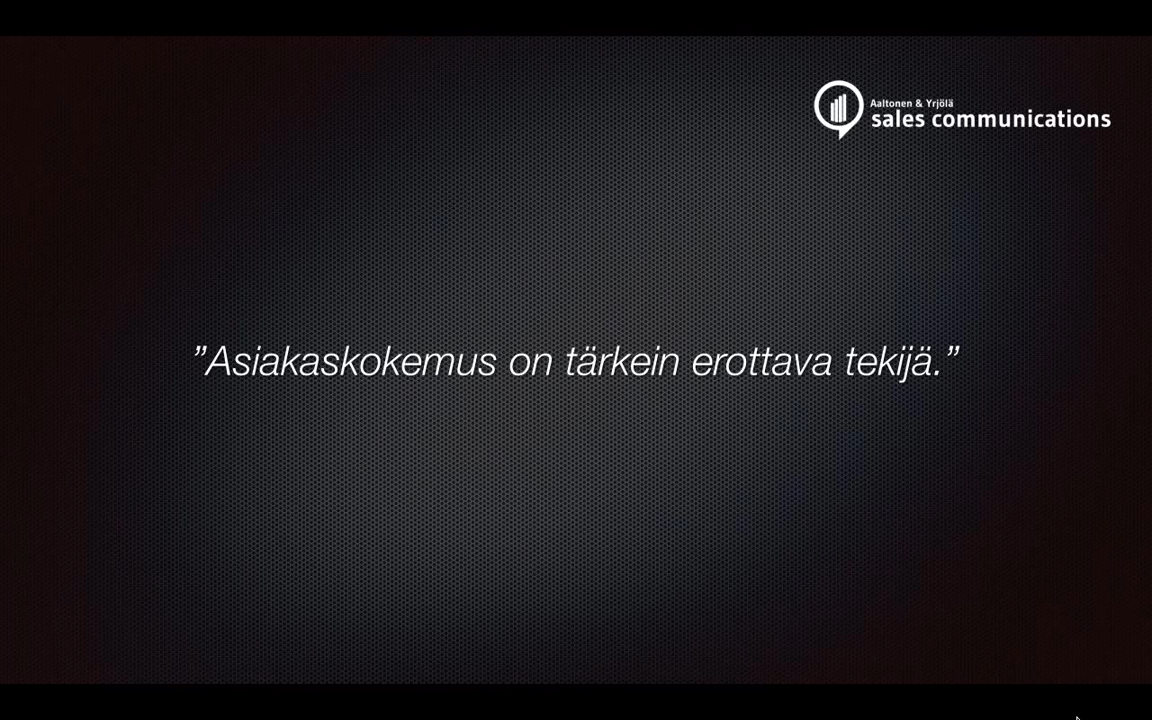 Aaltonen & Yrjölä
sales communications
”Asiakaskokemus on tärkein erottava tekijä.”